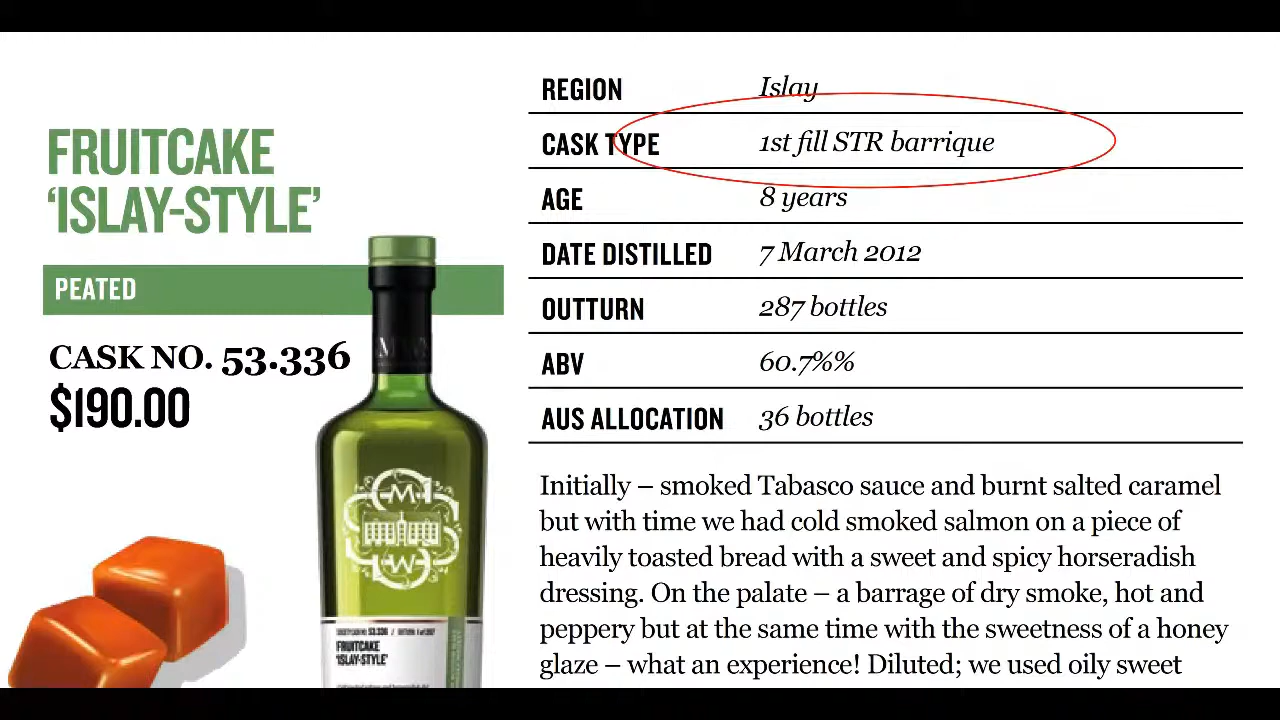 FRUITCAKE
‘ISLAY-STYLE’
PEATED
CASK NO. 53.336
$190.00
REGION Islay
CASK TYPE 1st fill STR barrique
AGE 8 years
DATE DISTILLED 7 March 2012
OUTTURN 287 bottles
ABV 60.7%%
AUS ALLOCATION 36 bottles
Initially – smoked Tabasco sauce and burnt salted caramel
but with time we had cold smoked salmon on a piece of
heavily toasted bread with a sweet and spicy horseradish
dressing. On the palate – a barrage of dry smoke, hot and
peppery but at the same time with the sweetness of a honey
glaze – what an experience! Diluted; we used oily sweet
M
W
FRUITCAKE
‘ISLAY-STYLE’